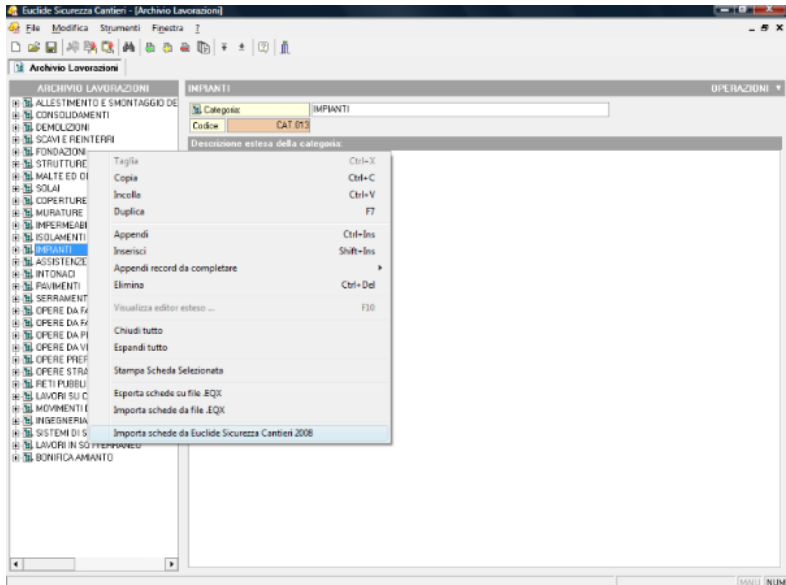 Euclide Sicurezza Cantieri - [Archivio Lavorazioni]
File Modifica Strumenti Finestra ?
Archivio Lavorazioni
ARCHIVIO LAVORAZIONI
IMPIANTI
OPERAZIONI
ALLESTIMENTO E SMONTAGGIO DE
CONSOLIDAMENTI
DEMOLIZIONI
SCAVI E REINTERRI
FONDAZIONI
STRUTTURE
MALTE ED
SOLAI
COPERTURE
MURATURE
IMPERMEABI
ISOLAMENTI
IMPIANTI
ASSISTENZE
INTONACI
PAVIMENTI
SERRAMENT
OPERE DA FA
OPERE DA FA
OPERE DA PI
OPERE DA VE
OPERE PREF
OPERE STRA
RETI PUBBLI
LAVORI SU C
MOVIMENTI
INGEGNERIA
SISTEMI DI S
LAVORI IN SOTTERRANEO
BONIFICA AMIANTO
Categoria: IMPIANTI
Codice CAT.013
Descrizione estesa della categoria:
Taglia Ctrl+X
Copia Ctrl+C
Incolla Ctrl+V
Duplica F7
Appendi Ctrl+Ins
Inserisci Shift+Ins
Appendi record da completare
Elimina Ctrl+Del
Visualizza editor esteso ... F10
Chiudi tutto
Espandi tutto
Stampa Scheda Selezionata
Esporta schede su file .EQX
Importa schede da file .EQX
Importa schede da Euclide Sicurezza Cantieri 2008
MAIU NUM